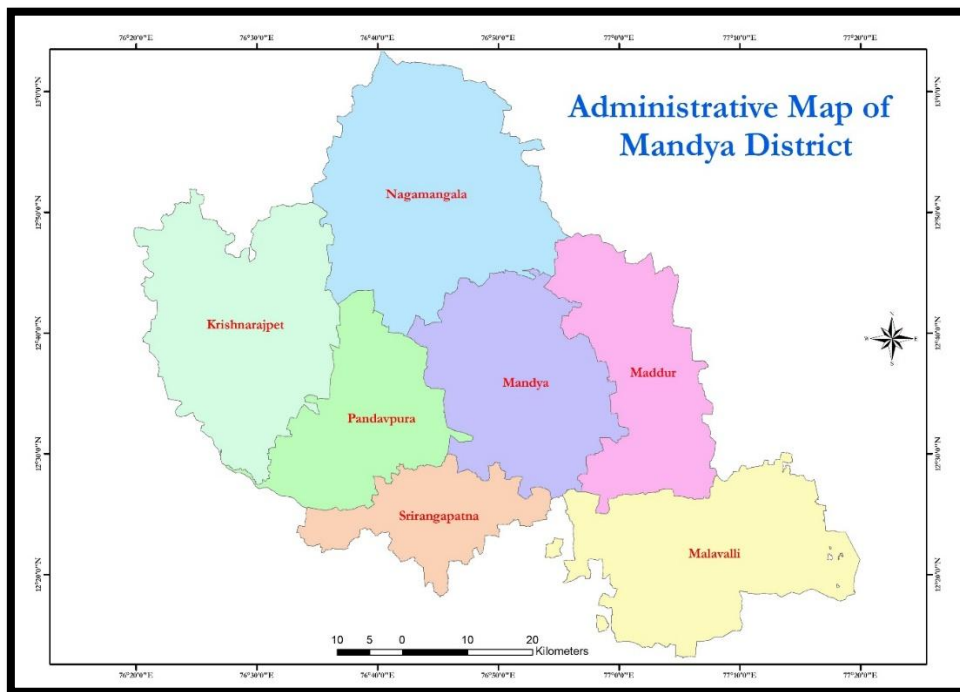 76°20'0"E 76°30'0"E 76°40'0"E 76°50'0"E 77°0'0"E 77°10'0"E 77°20'0"E
Administrative Map of
Mandya District
Nagamangala
Krishnarajpet
Mandya
Maddur
Pandavpura
Srirangapatna
Malavalli
N
W E
S
10 5 0 10 20
Kilometers
76°20'0"E 76°30'0"E 76°40'0"E 76°50'0"E 77°0'0"E 77°10'0"E 77°20'0"E